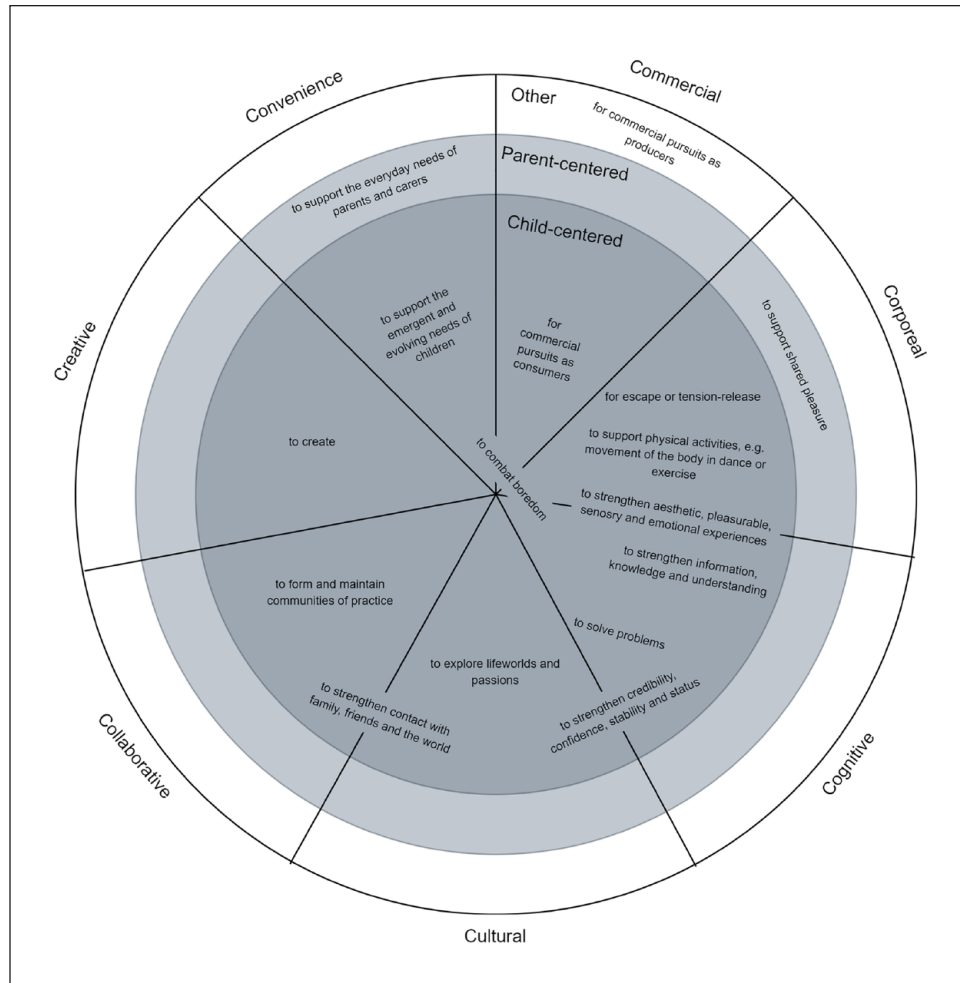 Convenience
Commercial
Other
for commercial pursuits as
producers
Parent-centered
to support the everyday needs of
parents and carers
Child-centered
Corporeal
to support shared pleasure
to support the
emergent and
evolving needs of
children
for
commercial
pursuits as
consumers
Creative
for escape or tension-release
to support physical activities, e.g.
movement of the body in dance or
exercise
to create
to combat boredom
to strengthen aesthetic, pleasurable,
senosry and emotional experiences
to strengthen information,
knowledge and understanding
to form and maintain
communities of practice
to solve problems
to explore lifeworlds and
passions
to strengthen contact with
family, friends and the world
to strengthen credibility,
confidence, stability and status
Collaborative
Cognitive
Cultural